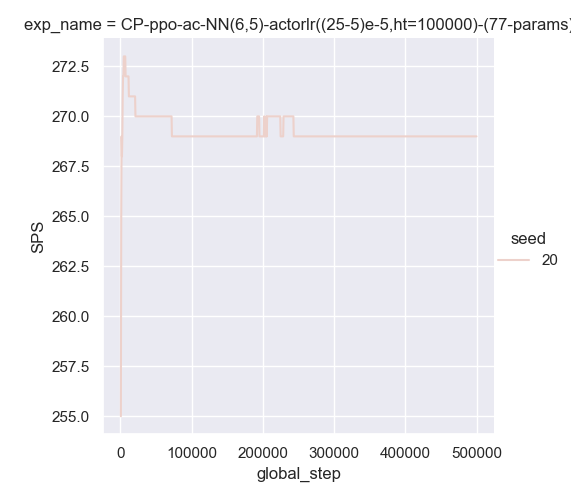 exp_name = CP-ppo-ac-NN(6,5)-actorlr((25-5)e-5,ht=100000)-(77-params)
272.5
270.0
267.5
265.0
262.5
260.0
257.5
255.0
SPS
0 100000 200000 300000 400000 500000
global_step
seed
20